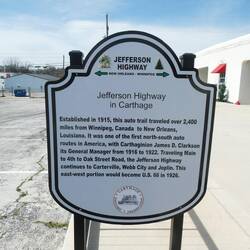 JEFFERSON
HIGHWAY
NEW ORLEANS - WINNIPEG
Jefferson Highway
in Carthage
Established in 1915, this auto trail traveled over 2,400
miles from Winnipeg, Canada to New Orleans,
Louisiana. It was one of the first north-south auto
routes in America, with Carthaginian James D. Clarkson
its General Manager from 1916 to 1922. Traveling Main
to 4th to Oak Street Road, the Jefferson Highway
continues to Carterville, Webb City and Joplin. This
east-west portion would become U.S. 66 in 1926.
CARTHAGE